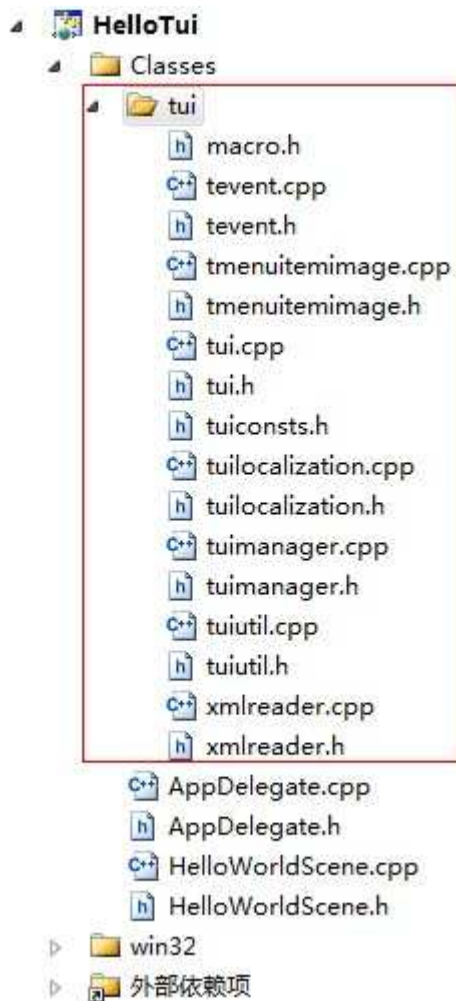 HelloTui
Classes
tui
macro.h
tevent.cpp
tevent.h
tmenuitemimage.cpp
tmenuitemimage.h
tui.cpp
tui.h
tuiconsts.h
tuilocalization.cpp
tuilocalization.h
tuimanager.cpp
tuimanager.h
tuiutil.cpp
tuiutil.h
xmlreader.cpp
xmlreader.h
AppDelegate.cpp
AppDelegate.h
HelloWorldScene.cpp
HelloWorldScene.h
win32
外部依赖项